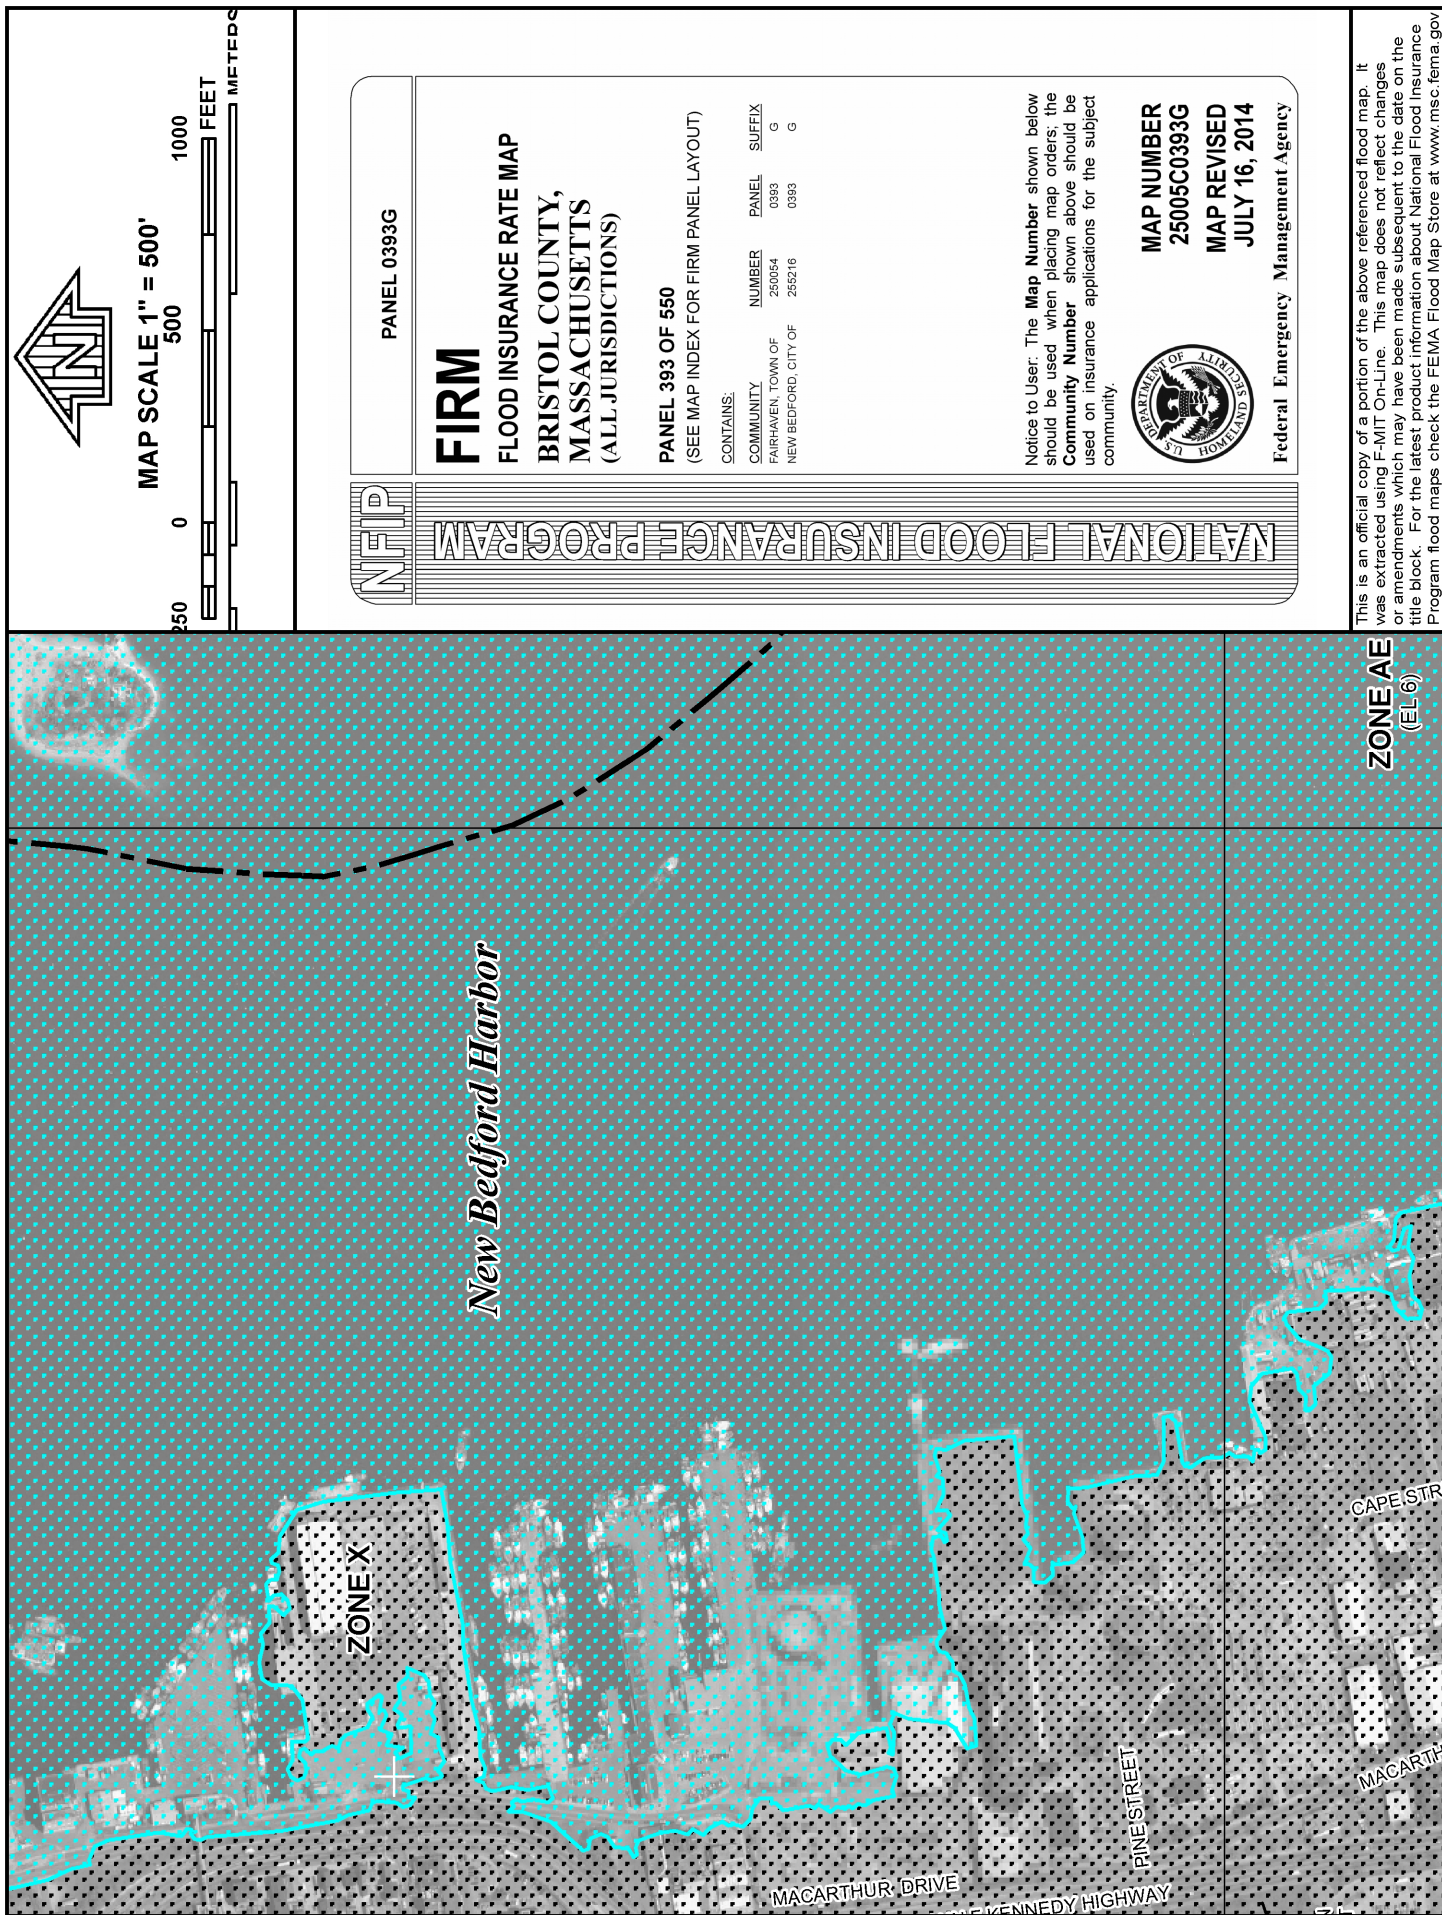 N
MAP SCALE 1" = 500'
250 0 500 1000
FEET
METERS
NFIP
NATIONAL FLOOD INSURANCE PROGRAM
PANEL 0393G
FIRM
FLOOD INSURANCE RATE MAP
BRISTOL COUNTY,
MASSACHUSETTS
(ALL JURISDICTIONS)
PANEL 393 OF 550
(SEE MAP INDEX FOR FIRM PANEL LAYOUT)
CONTAINS:
COMMUNITY NUMBER PANEL SUFFIX
FAIRHAVEN, TOWN OF 250054 0393 G
NEW BEDFORD, CITY OF 255216 0393 G
Notice to User: The Map Number shown below
should be used when placing map orders; the
Community Number shown above should be
used on insurance applications for the subject
community.
U.S. DEPARTMENT OF HOMELAND SECURITY
MAP NUMBER
25005C0393G
MAP REVISED
JULY 16, 2014
Federal Emergency Management Agency
This is an official copy of a portion of the above referenced flood map. It
was extracted using F-MIT On-Line. This map does not reflect changes
or amendments which may have been made subsequent to the date on the
title block. For the latest product information about National Flood Insurance
Program flood maps check the FEMA Flood Map Store at www.msc.fema.gov
New Bedford Harbor
ZONE X
ZONE AE
(EL 6)
MACARTHUR DRIVE
KENNEDY HIGHWAY
PINE STREET
CAPE STR
MACARTH